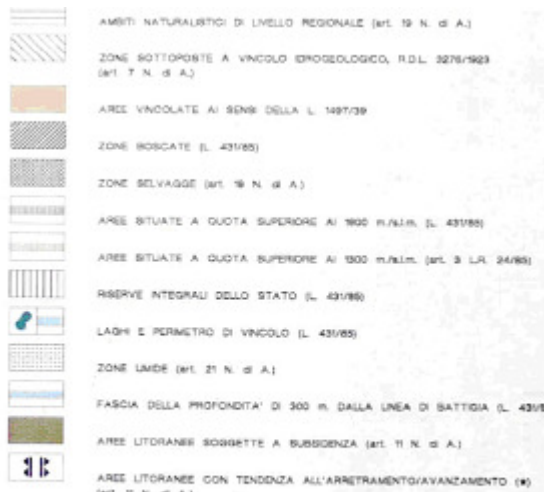 AMBITI NATURALISTICI DI LIVELLO REGIONALE (art. 19 N. di A.)
ZONE SOTTOPOSTE A VINCOLO IDROGEOLOGICO, R.D.L. 3276/1923
(art. 7 N. di A.)
AREE VINCOLATE AI SENSI DELLA L. 1497/39
ZONE BOSCATE (L. 431/85)
ZONE SELVAGGE (art. 19 N. di A.)
AREE SITUATE A QUOTA SUPERIORE AI 1800 m./s.l.m. (L. 431/85)
AREE SITUATE A QUOTA SUPERIORE AI 1300 m./s.l.m. (art. 3 L.R. 24/85)
RISERVE INTEGRALI DELLO STATO (L. 431/85)
LAGHI E PERIMETRO DI VINCOLO (L. 431/85)
ZONE UMIDE (art. 21 N. di A.)
FASCIA DELLA PROFONDITA' DI 300 m. DALLA LINEA DI BATTIGIA (L. 431/8
AREE LITORANEE SOGGETTE A SUBSIDENZA (art. 11 N. di A.)
AREE LITORANEE CON TENDENZA ALL'ARRETRAMENTO/AVANZAMENTO (*)